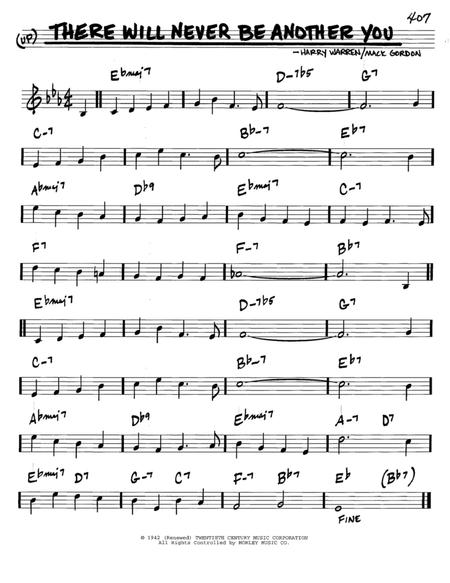 407
(UP) THERE WILL NEVER BE ANOTHER YOU
-HARRY WARREN/MACK GORDON
Ebmaj7 D-7b5 G7
C-7 Bb-7 Eb7
Abmaj7 Db9 Ebmaj7 C-7
F7 F-7 Bb7
Ebmaj7 D-7b5 G7
C-7 Bb-7 Eb7
Abmaj7 Db9 Ebmaj7 A-7 D7
Ebmaj7 D7 G-7 C7 F-7 Bb7 Eb (Bb7)
FINE
© 1942 (Renewed) TWENTIETH CENTURY MUSIC CORPORATION
All Rights Controlled by MORLEY MUSIC CO.